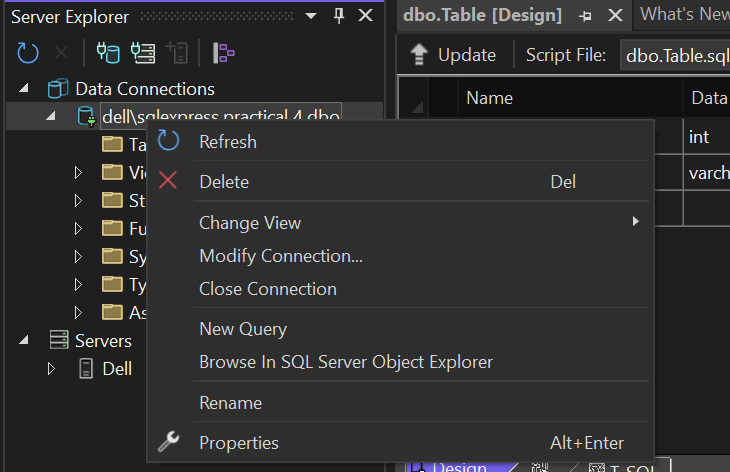 Server Explorer
dbo.Table [Design]
What's New
Update
Script File:
dbo.Table.sql
Data Connections
Name
Data
dell\sqlexpress.practical 4.dbo
Ta
Refresh
int
Vie
Delete
Del
varch
St
Fu
Change View
Sy
Modify Connection...
Ty
Close Connection
As
Servers
New Query
Dell
Browse In SQL Server Object Explorer
Rename
Properties
Alt+Enter
Design
T-SQL